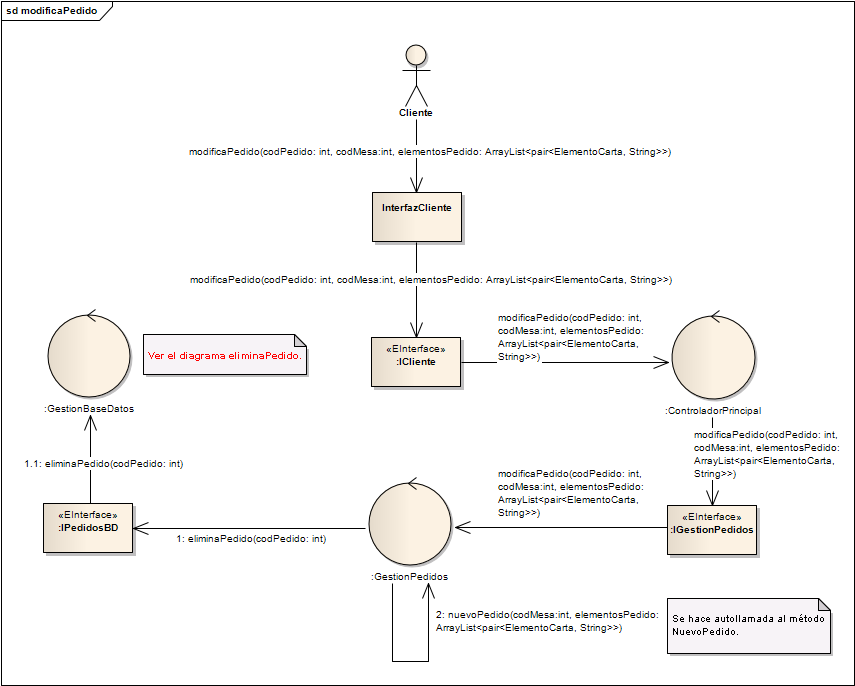 sd modificaPedido
Cliente
modificaPedido(codPedido: int, codMesa:int, elementosPedido: ArrayList<pair<ElementoCarta, String>>)
InterfazCliente
modificaPedido(codPedido: int, codMesa:int, elementosPedido: ArrayList<pair<ElementoCarta, String>>)
«EInterface»
:ICliente
modificaPedido(codPedido: int,
codMesa:int, elementosPedido:
ArrayList<pair<ElementoCarta,
String>>)
:ControladorPrincipal
modificaPedido(codPedido: int,
codMesa:int, elementosPedido:
ArrayList<pair<ElementoCarta,
String>>)
«EInterface»
:IGestionPedidos
modificaPedido(codPedido: int,
codMesa:int, elementosPedido:
ArrayList<pair<ElementoCarta,
String>>)
:GestionPedidos
1: eliminaPedido(codPedido: int)
«EInterface»
:IPedidosBD
1.1: eliminaPedido(codPedido: int)
:GestionBaseDatos
Ver el diagrama eliminaPedido.
2: nuevoPedido(codMesa:int, elementosPedido:
ArrayList<pair<ElementoCarta, String>>)
Se hace autollamada al método
NuevoPedido.